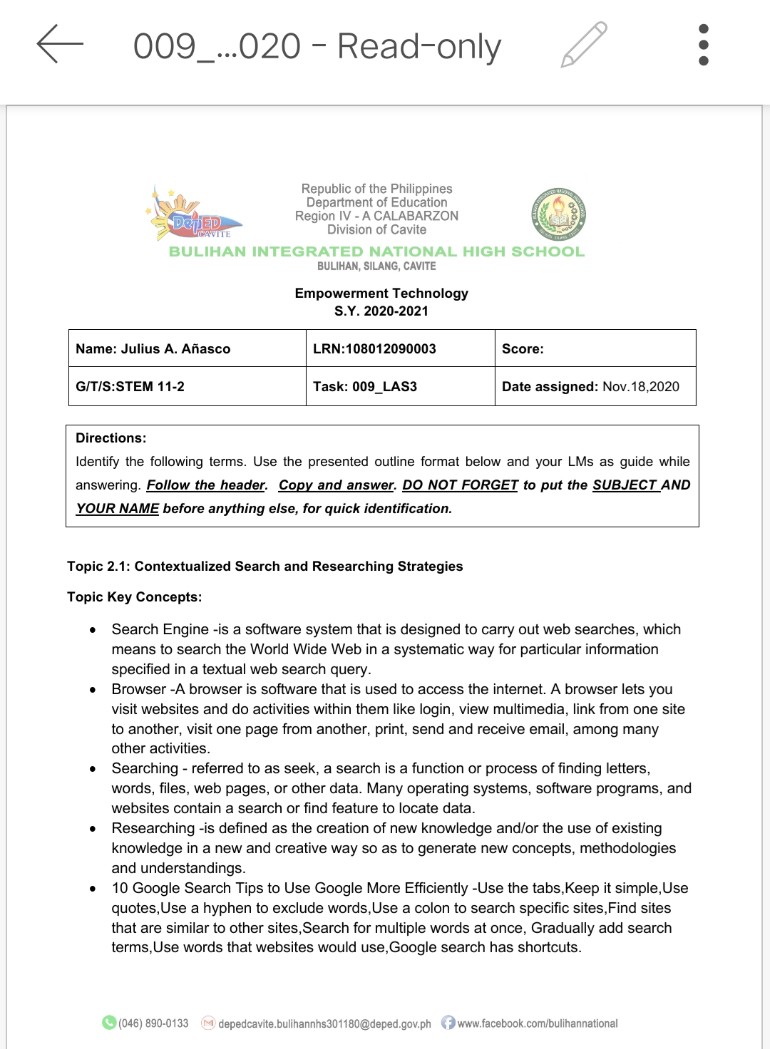 009_...020 - Read-only
Republic of the Philippines
Department of Education
Region IV - A CALABARZON
Division of Cavite
DepED
CAVITE
BULIHAN INTEGRATED NATIONAL HIGH SCHOOL
BULIHAN, SILANG, CAVITE
Empowerment Technology
S.Y. 2020-2021
Name: Julius A. Añasco LRN:108012090003 Score:
G/T/S:STEM 11-2 Task: 009_LAS3 Date assigned: Nov.18,2020
Directions:
Identify the following terms. Use the presented outline format below and your LMs as guide while
answering. Follow the header. Copy and answer. DO NOT FORGET to put the SUBJECT AND
YOUR NAME before anything else, for quick identification.
Topic 2.1: Contextualized Search and Researching Strategies
Topic Key Concepts:
• Search Engine -is a software system that is designed to carry out web searches, which
means to search the World Wide Web in a systematic way for particular information
specified in a textual web search query.
• Browser -A browser is software that is used to access the internet. A browser lets you
visit websites and do activities within them like login, view multimedia, link from one site
to another, visit one page from another, print, send and receive email, among many
other activities.
• Searching - referred to as seek, a search is a function or process of finding letters,
words, files, web pages, or other data. Many operating systems, software programs, and
websites contain a search or find feature to locate data.
• Researching -is defined as the creation of new knowledge and/or the use of existing
knowledge in a new and creative way so as to generate new concepts, methodologies
and understandings.
• 10 Google Search Tips to Use Google More Efficiently -Use the tabs,Keep it simple,Use
quotes,Use a hyphen to exclude words,Use a colon to search specific sites,Find sites
that are similar to other sites,Search for multiple words at once, Gradually add search
terms,Use words that websites would use,Google search has shortcuts.
(046) 890-0133 depedcavite.bulihannhs301180@deped.gov.ph www.facebook.com/bulihannational